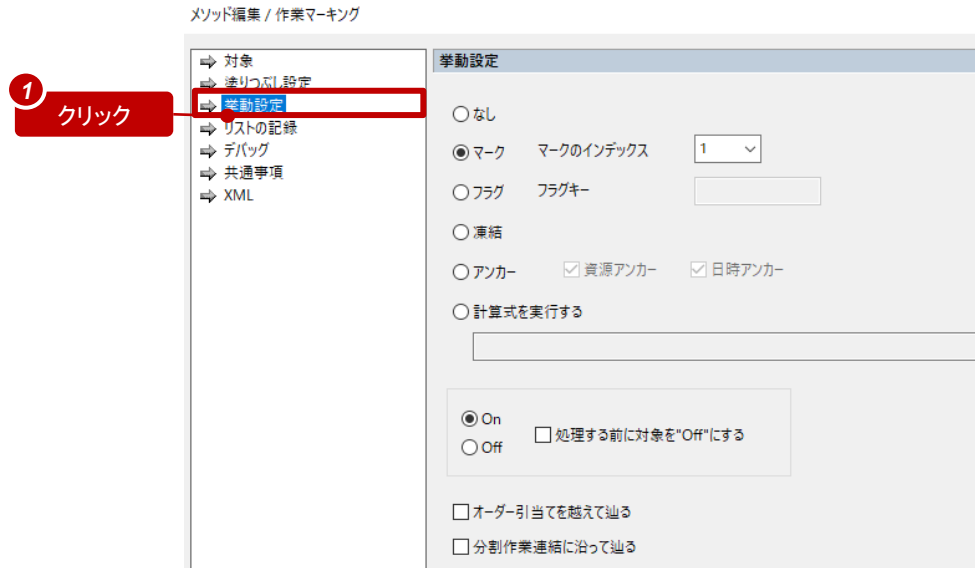 メソッド編集 / 作業マーキング
対象
塗りつぶし設定
挙動設定
リストの記録
デバッグ
共通事項
XML
1
クリック
挙動設定
なし
マーク マークのインデックス 1
フラグ フラグキー
凍結
アンカー 資源アンカー 日時アンカー
計算式を実行する
On
Off
処理する前に対象を"Off"にする
オーダー引当てを越えて辿る
分割作業連結に沿って辿る